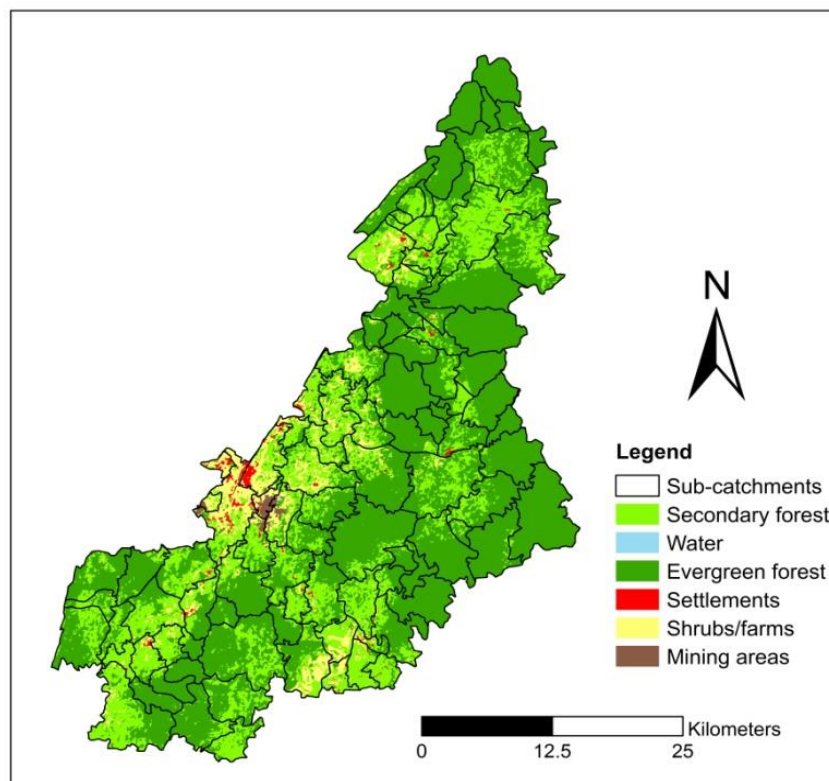 N
Legend
Sub-catchments
Secondary forest
Water
Evergreen forest
Settlements
Shrubs/farms
Mining areas
Kilometers
0 12.5 25